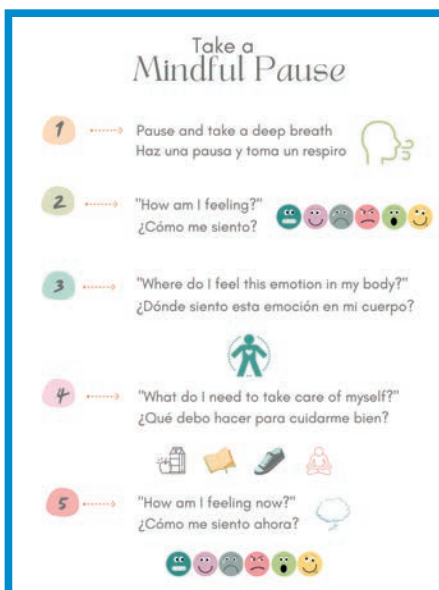 Take a
Mindful Pause
1
Pause and take a deep breath
Haz una pausa y toma un respiro
2
"How am I feeling?"
¿Cómo me siento?
3
"Where do I feel this emotion in my body?"
¿Dónde siento esta emoción en mi cuerpo?
4
"What do I need to take care of myself?"
¿Qué debo hacer para cuidarme bien?
5
"How am I feeling now?"
¿Cómo me siento ahora?